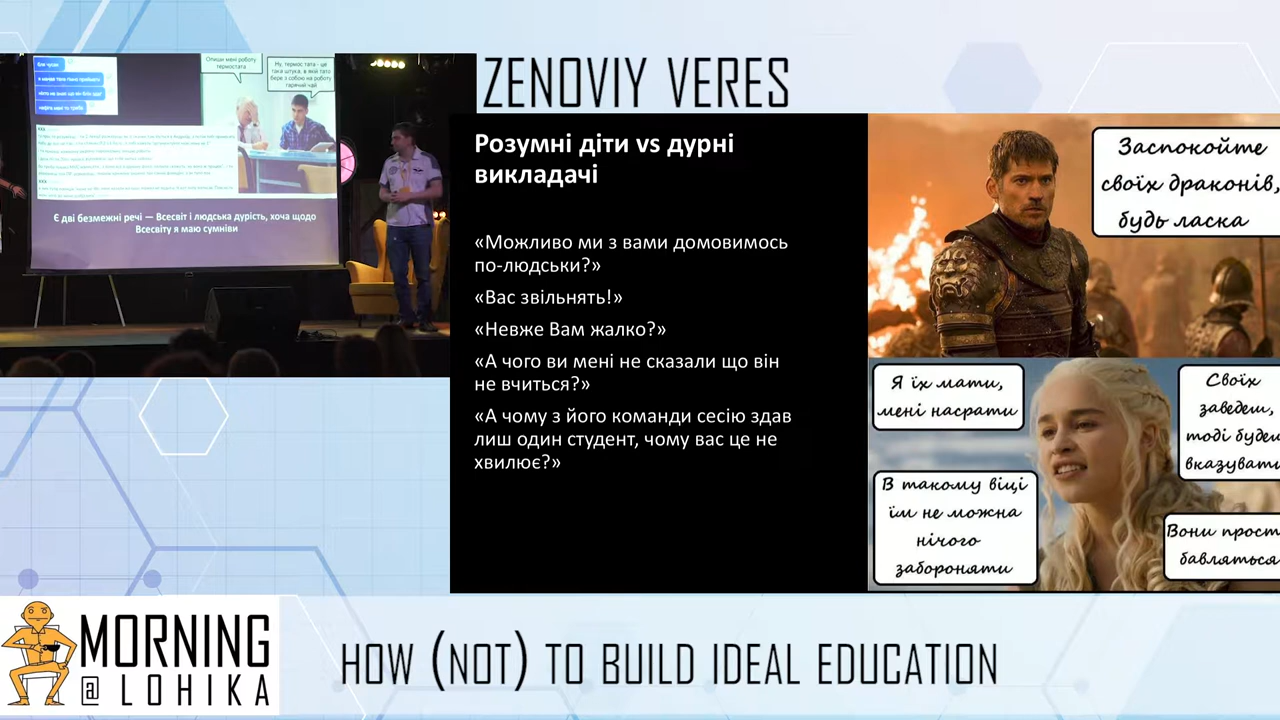 ZENOVIY VERES
Опиши мені роботу
термостата
Ну, термос тата - це
така штука, в якій тато
бере з собою на роботу
гарячий чай
Є дві безмежні речі — Всесвіт і людська дурість, хоча щодо
Всесвіту я маю сумніви
Розумні діти vs дурні
викладачі
«Можливо ми з вами домовимось
по-людськи?»
«Вас звільнять!»
«Невже Вам жалко?»
«А чого ви мені не сказали що він
не вчиться?»
«А чому з його команди сесію здав
лиш один студент, чому вас це не
хвилює?»
Заспокойте
своїх драконів,
будь ласка
Я їх мати,
мені насрати
Своїх
заведеш,
тоді будеш
вказувати
В такому віці
їм не можна
нічого
забороняти
Вони прост
бавляться
MORNING
@LOHIKA
HOW (NOT) TO BUILD IDEAL EDUCATION